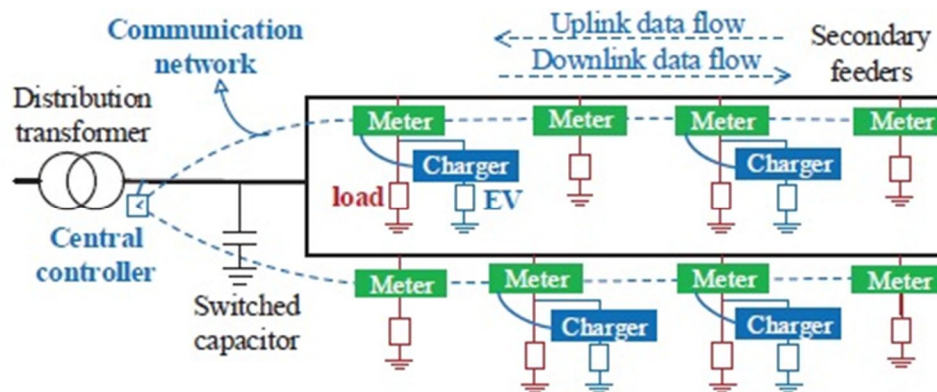 Communication
network
Uplink data flow
Downlink data flow
Secondary
feeders
Distribution
transformer
Meter
Meter
Meter
Meter
Charger
Charger
load
EV
Central
controller
Switched
capacitor
Meter
Meter
Meter
Meter
Charger
Charger